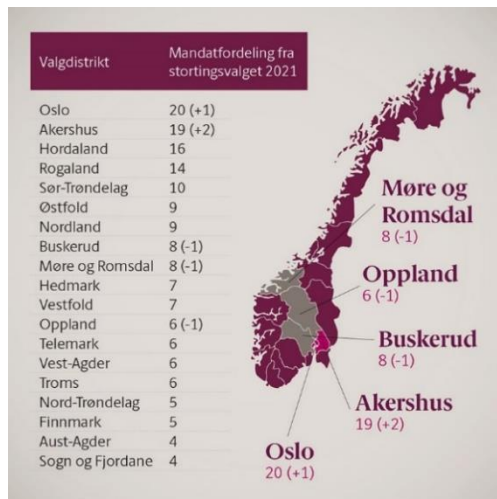 Valgdistrikt
Mandatfordeling fra
stortingsvalget 2021
Oslo 20 (+1)
Akershus 19 (+2)
Hordaland 16
Rogaland 14
Sør-Trøndelag 10
Østfold 9
Nordland 9
Buskerud 8 (-1)
Møre og Romsdal 8 (-1)
Hedmark 7
Vestfold 7
Oppland 6 (-1)
Telemark 6
Vest-Agder 6
Troms 6
Nord-Trøndelag 5
Finnmark 5
Aust-Agder 4
Sogn og Fjordane 4
Møre og
Romsdal
8 (-1)
Oppland
6 (-1)
Buskerud
8 (-1)
Akershus
19 (+2)
Oslo
20 (+1)